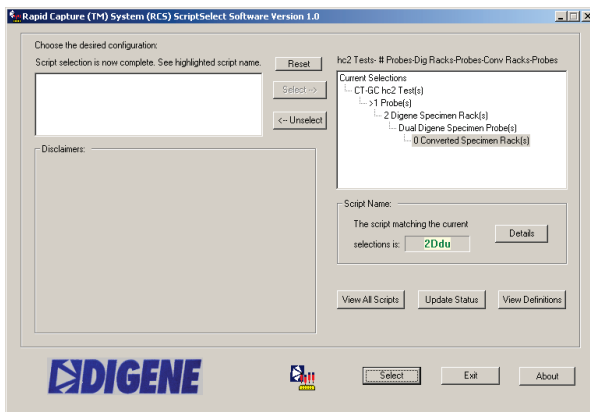 Rapid Capture (TM) System (RCS) ScriptSelect Software Version 1.0
Choose the desired configuration:
Script selection is now complete. See highlighted script name.
Reset
Select -->
<-- Unselect
hc2 Tests- # Probes-Dig Racks-Probes-Conv Racks-Probes
Current Selections
CT-GC hc2 Test(s)
>1 Probe(s)
2 Digene Specimen Rack(s)
Dual Digene Specimen Probe(s)
0 Converted Specimen Rack(s)
Disclaimers:
Script Name:
The script matching the current
selections is: 2Ddu
Details
View All Scripts Update Status View Definitions
DIGENE
Select Exit About